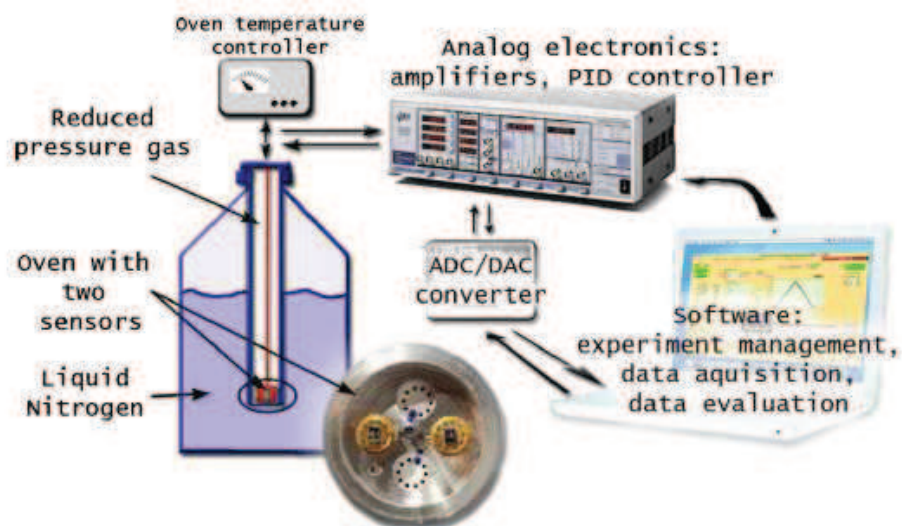 Oven temperature
controller
Analog electronics:
amplifiers, PID controller
Reduced
pressure gas
Oven with
two
sensors
ADC/DAC
converter
Software:
experiment management,
data aquisition,
data evaluation
Liquid
Nitrogen